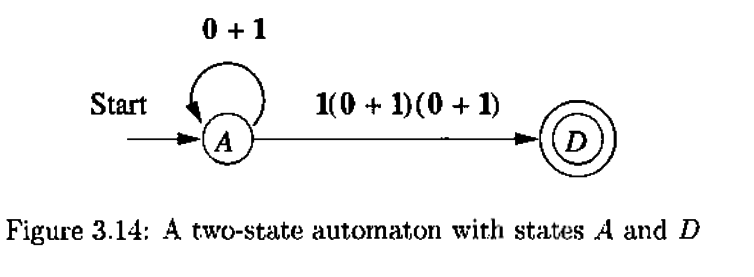 0 + 1
Start
1(0 + 1)(0 + 1)
A
D
Figure 3.14: A two-state automaton with states A and D